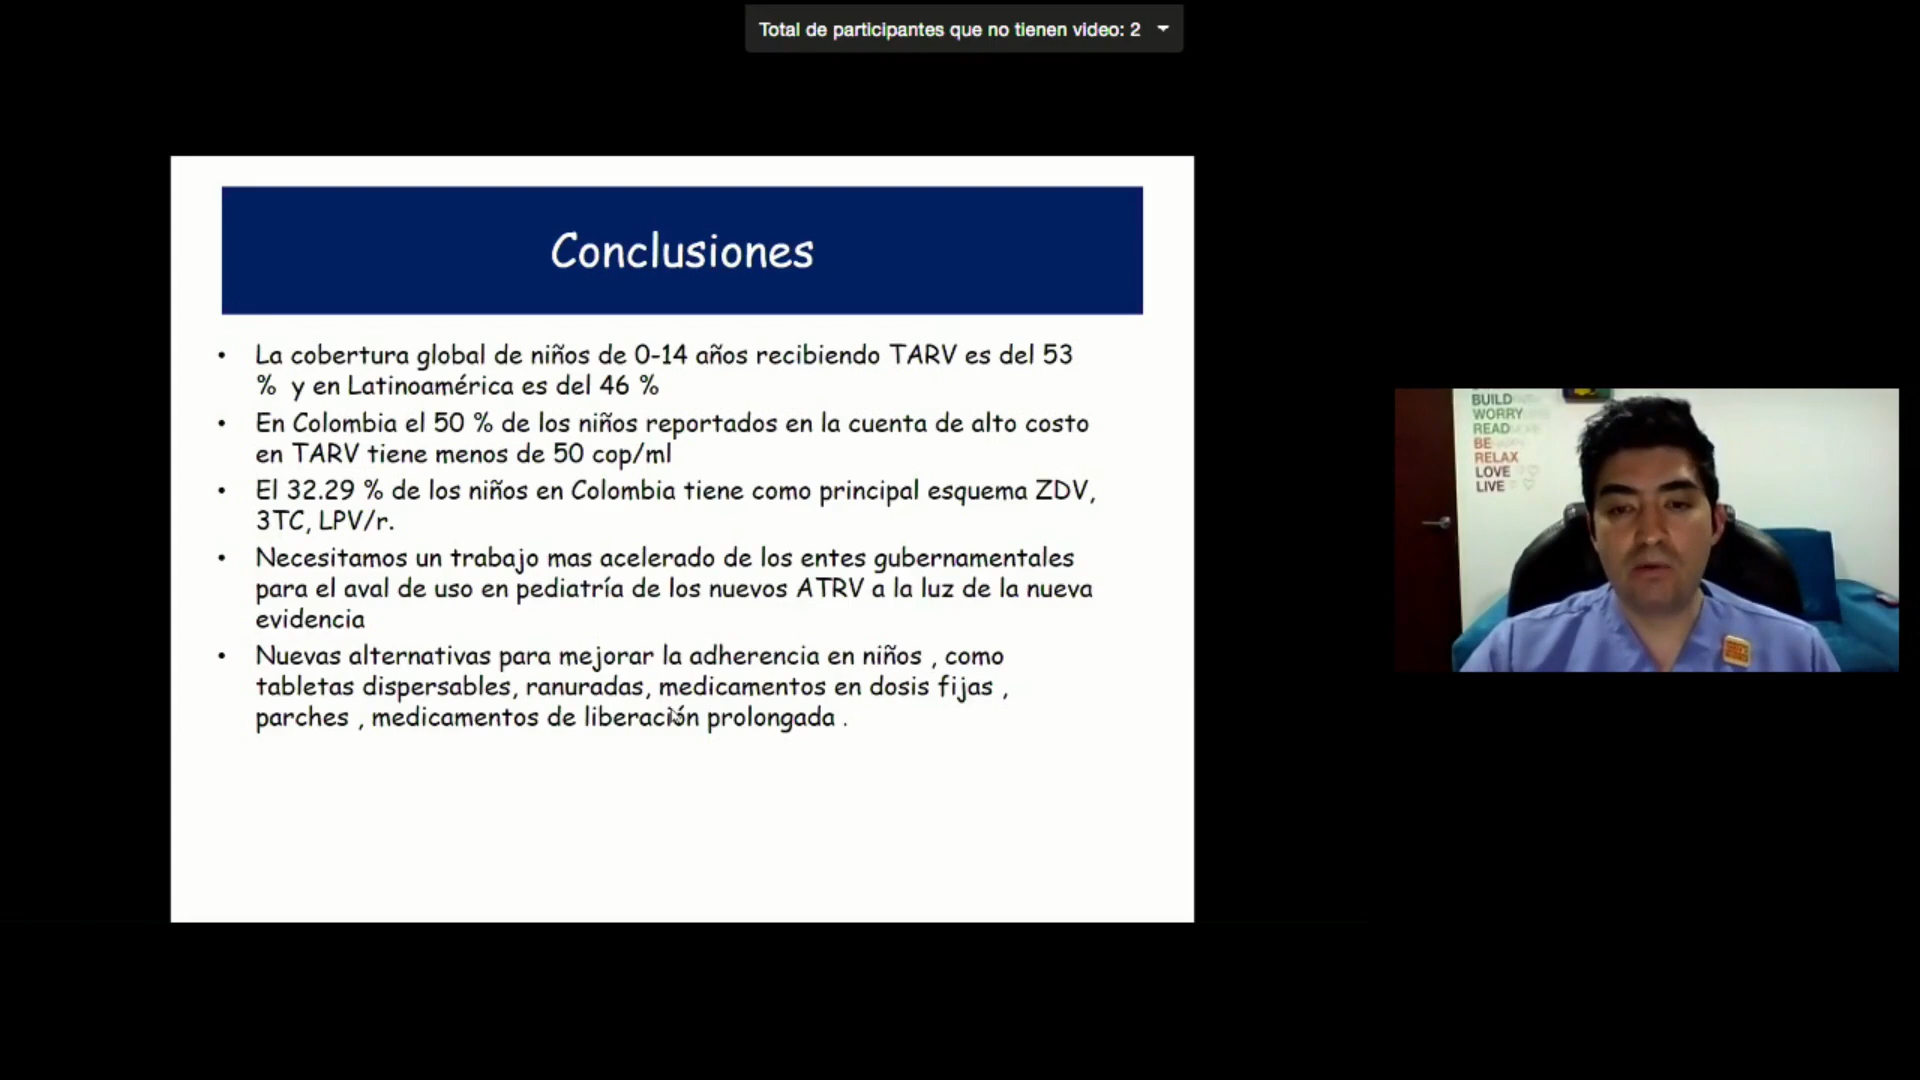 Total de participantes que no tienen video: 2
Conclusiones
• La cobertura global de niños de 0-14 años recibiendo TARV es del 53
% y en Latinoamérica es del 46 %
• En Colombia el 50 % de los niños reportados en la cuenta de alto costo
en TARV tiene menos de 50 cop/ml
• El 32.29 % de los niños en Colombia tiene como principal esquema ZDV,
3TC, LPV/r.
• Necesitamos un trabajo mas acelerado de los entes gubernamentales
para el aval de uso en pediatría de los nuevos ATRV a la luz de la nueva
evidencia
• Nuevas alternativas para mejorar la adherencia en niños , como
tabletas dispersables, ranuradas, medicamentos en dosis fijas ,
parches , medicamentos de liberación prolongada .
BUILD
WORRY
READ
BE
RELAX
LOVE
LIVE